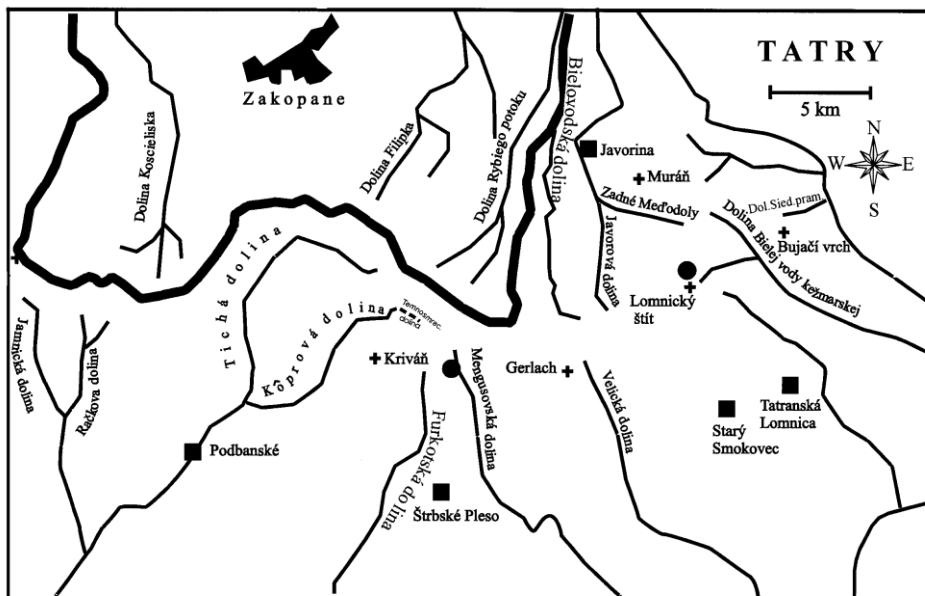 TATRY
5 km
N
W E
S
Zakopane
Dolina Koscieliska
Dolina Filipka
Dolina Rybiego potoku
Bielovodská dolina
Javorina
Muráň
Zadné Meďodoly
Dol.Sied.pram.
Dolina Bielej vody kežmarskej
Bujačí vrch
Javorová dolina
Lomnický
štít
Tichá dolina
Kôprová dolina
Temnosmrec.
dolina
Jamnická dolina
Račkova dolina
Kriváň
Mengusovská dolina
Gerlach
Velická dolina
Furkotská dolina
Podbanské
Štrbské Pleso
Starý
Smokovec
Tatranská
Lomnica